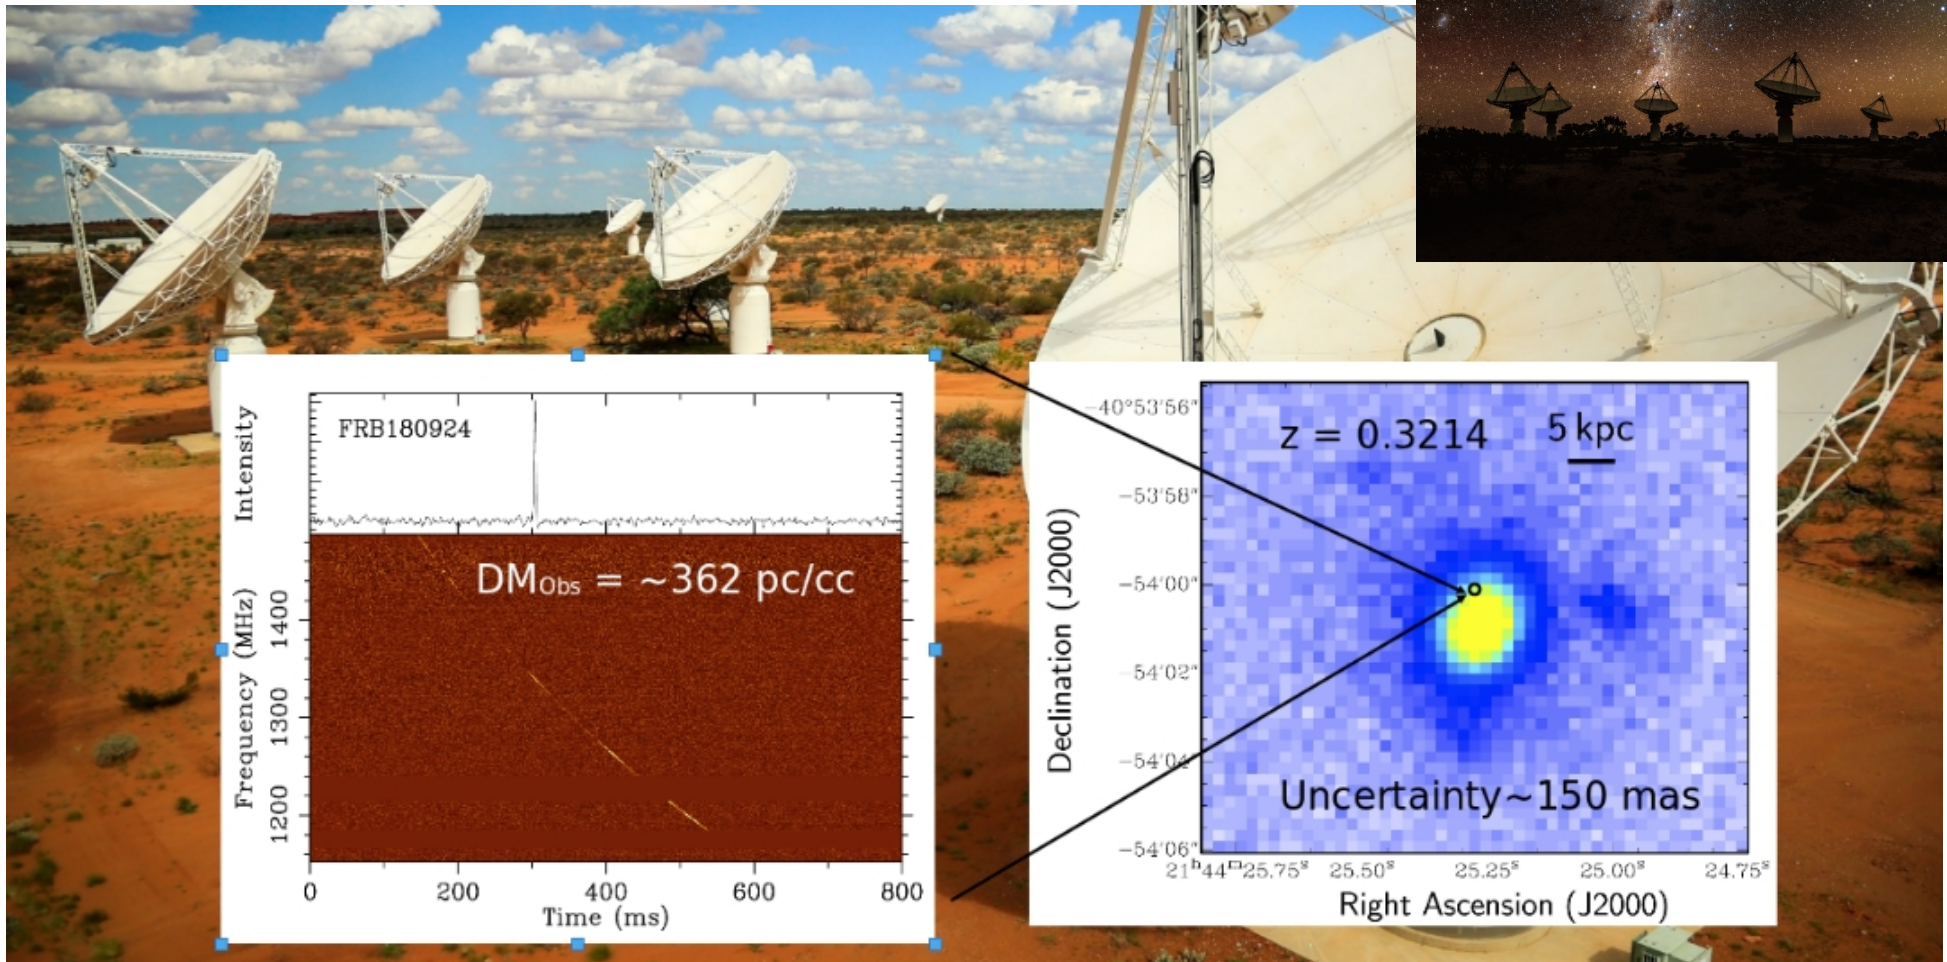 Intensity
FRB180924
DMObs = ~362 pc/cc
Frequency (MHz)
1400
1300
1200
0 200 400 600 800
Time (ms)
z = 0.3214
5 kpc
-40°53′56″
-53′58″
-54′00″
-54′02″
-54′04″
-54′06″
Declination (J2000)
Uncertainty~150 mas
21ʰ44ᵐ25.75ˢ 25.50ˢ 25.25ˢ 25.00ˢ 24.75ˢ
Right Ascension (J2000)